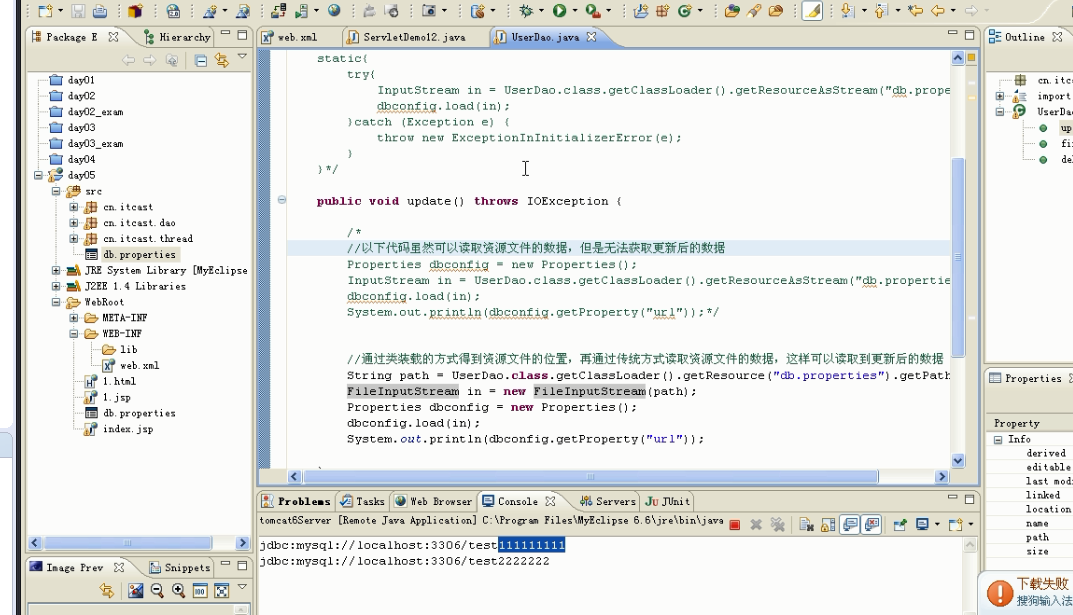 Package E
Hierarchy
web.xml
ServletDemo12.java
UserDao.java
Outline
day01
day02
day02_exam
day03
day03_exam
day04
day05
src
cn.itcast
cn.itcast.dao
cn.itcast.thread
db.properties
JRE System Library [MyEclipse
J2EE 1.4 Libraries
WebRoot
META-INF
WEB-INF
lib
web.xml
1.html
1.jsp
db.properties
index.jsp
static{
try{
InputStream in = UserDao.class.getClassLoader().getResourceAsStream("db.prope
dbconfig.load(in);
}catch (Exception e) {
throw new ExceptionInInitializerError(e);
}
}*/
public void update() throws IOException {
/*
//以下代码虽然可以读取资源文件的数据，但是无法获取更新后的数据
Properties dbconfig = new Properties();
InputStream in = UserDao.class.getClassLoader().getResourceAsStream("db.propertie
dbconfig.load(in);
System.out.println(dbconfig.getProperty("url"));*/
//通过类装载的方式得到资源文件的位置，再通过传统方式读取资源文件的数据，这样可以读取到更新后的数据
String path = UserDao.class.getClassLoader().getResource("db.properties").getPath
FileInputStream in = new FileInputStream(path);
Properties dbconfig = new Properties();
dbconfig.load(in);
System.out.println(dbconfig.getProperty("url"));
cn.itc
import
UserDa
up
fi
de
Properties
Property
Info
derived
editable
last modi
linked
location
name
path
size
Problems
Tasks
Web Browser
Console
Servers
JUnit
tomcat6Server [Remote Java Application] C:\Program Files\MyEclipse 6.6\jre\bin\javaw
jdbc:mysql://localhost:3306/test111111111
jdbc:mysql://localhost:3306/test2222222
Image Prev
Snippets
下载失败
搜狗输入法